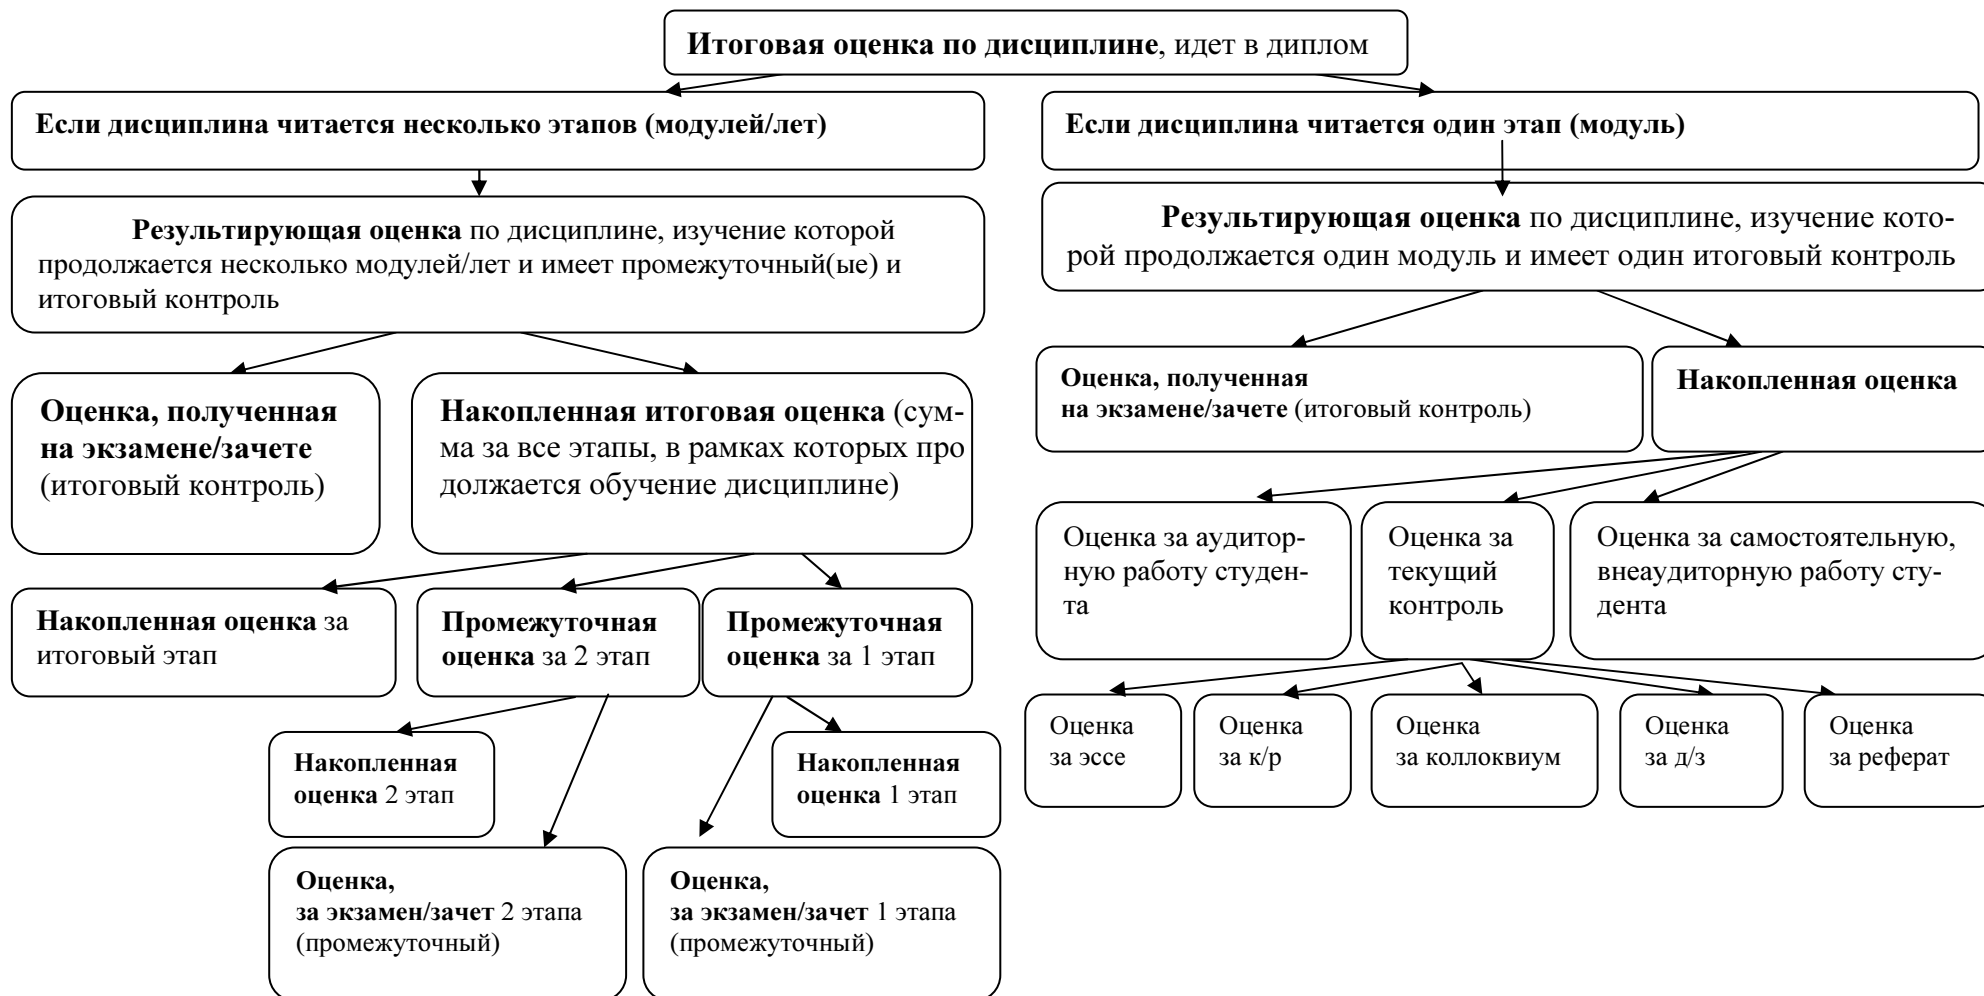 Итоговая оценка по дисциплине, идет в диплом
Если дисциплина читается несколько этапов (модулей/лет)
Результирующая оценка по дисциплине, изучение которой
продолжается несколько модулей/лет и имеет промежуточный(ые) и
итоговый контроль
Оценка, полученная
на экзамене/зачете
(итоговый контроль)
Накопленная итоговая оценка (сум-
ма за все этапы, в рамках которых про
должается обучение дисциплине)
Накопленная оценка за
итоговый этап
Промежуточная
оценка за 2 этап
Промежуточная
оценка за 1 этап
Накопленная
оценка 2 этап
Накопленная
оценка 1 этап
Оценка,
за экзамен/зачет 2 этапа
(промежуточный)
Оценка,
за экзамен/зачет 1 этапа
(промежуточный)
Если дисциплина читается один этап (модуль)
Результирующая оценка по дисциплине, изучение кото-
рой продолжается один модуль и имеет один итоговый контроль
Оценка, полученная
на экзамене/зачете (итоговый контроль)
Накопленная оценка
Оценка за аудитор-
ную работу студен-
та
Оценка за
текущий
контроль
Оценка за самостоятельную,
внеаудиторную работу сту-
дента
Оценка
за эссе
Оценка
за к/р
Оценка
за коллоквиум
Оценка
за д/з
Оценка
за реферат